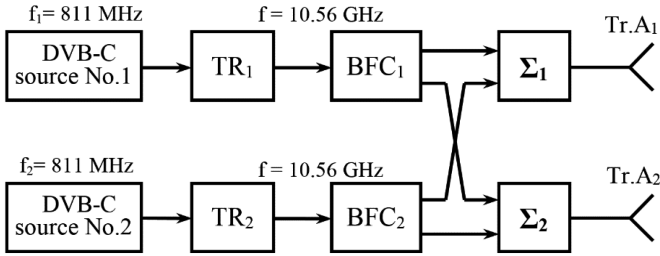 f₁= 811 MHz
f = 10.56 GHz
Tr.A₁
DVB-C
source No.1
TR₁
BFC₁
Σ₁
f₂= 811 MHz
f = 10.56 GHz
Tr.A₂
DVB-C
source No.2
TR₂
BFC₂
Σ₂